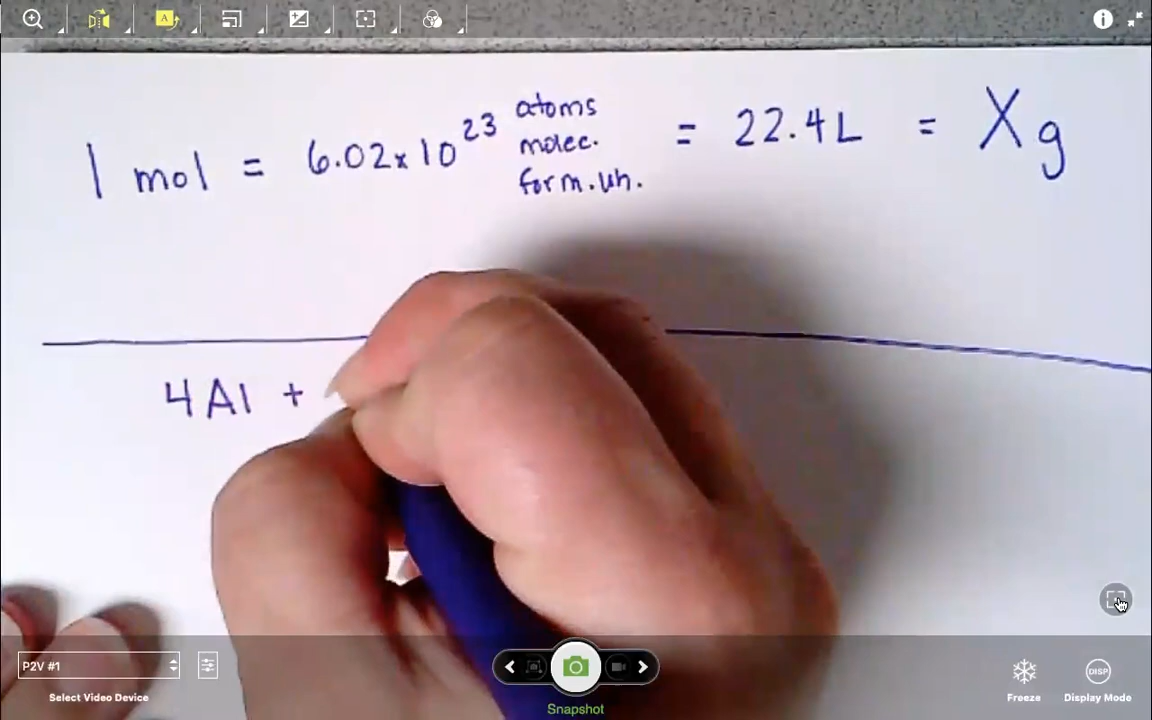 A
atoms
1 mol = 6.02x10^23 molec. = 22.4L = Xg
form.un.
4Al +
P2V #1
Select Video Device
Snapshot
Freeze
DISP
Display Mode